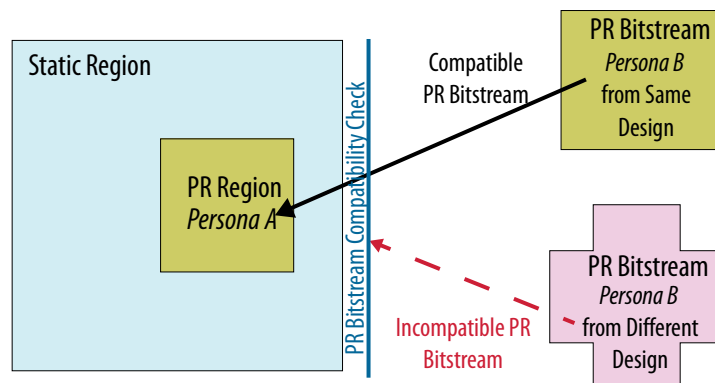 Static Region
PR Region
Persona A
PR Bitstream Compatibility Check
Compatible
PR Bitstream
PR Bitstream
Persona B
from Same
Design
Incompatible PR
Bitstream
PR Bitstream
Persona B
from Different
Design